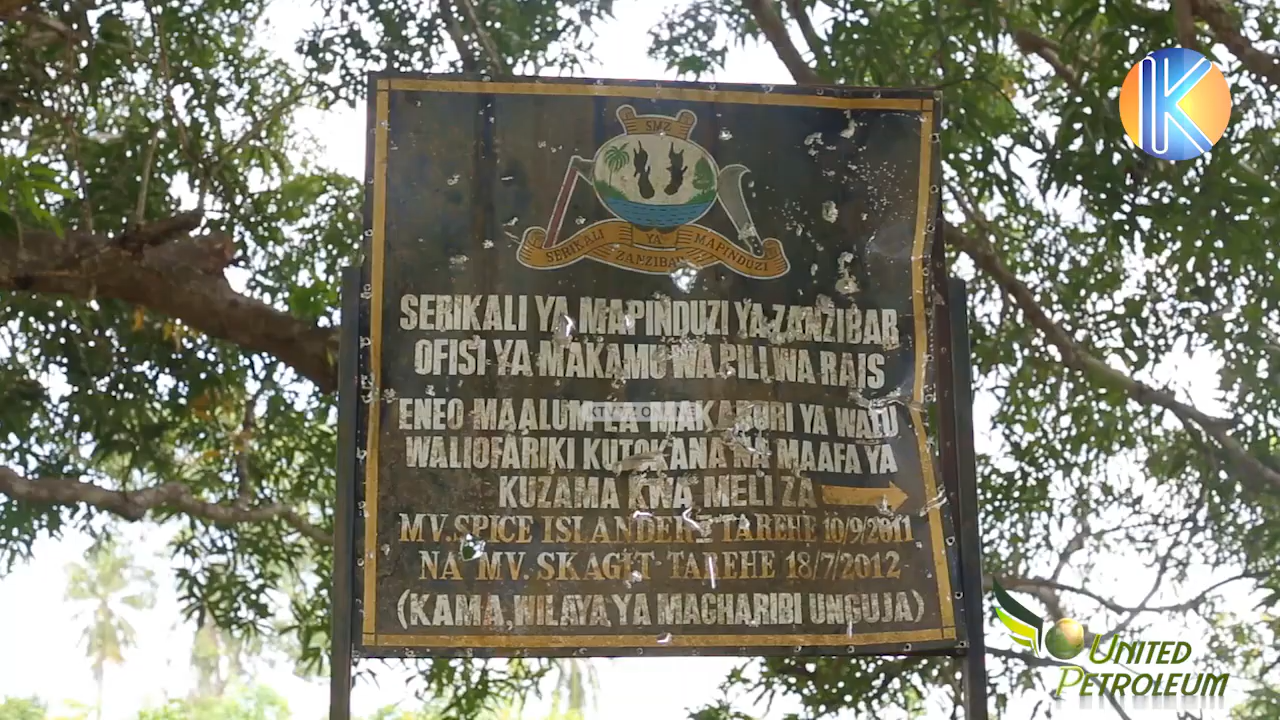 SMZ
SERIKALI YA MAPINDUZI
ZANZIBAR
SERIKALI YA MAPINDUZI YA ZANZIBAR
OFISI YA MAKAMU WA PILI WA RAIS
ENEO MAALUM LA MAKABURI YA WATU
WALIOFARIKI KUTOKANA NA MAAFA YA
KUZAMA KWA MELI ZA
MV. SPICE ISLANDER 1 TAREHE 10/9/2011
NA MV. SKAGIT TAREHE 18/7/2012
(KAMA, WILAYA YA MAGHARIBI UNGUJA)
K
UNITED
PETROLEUM